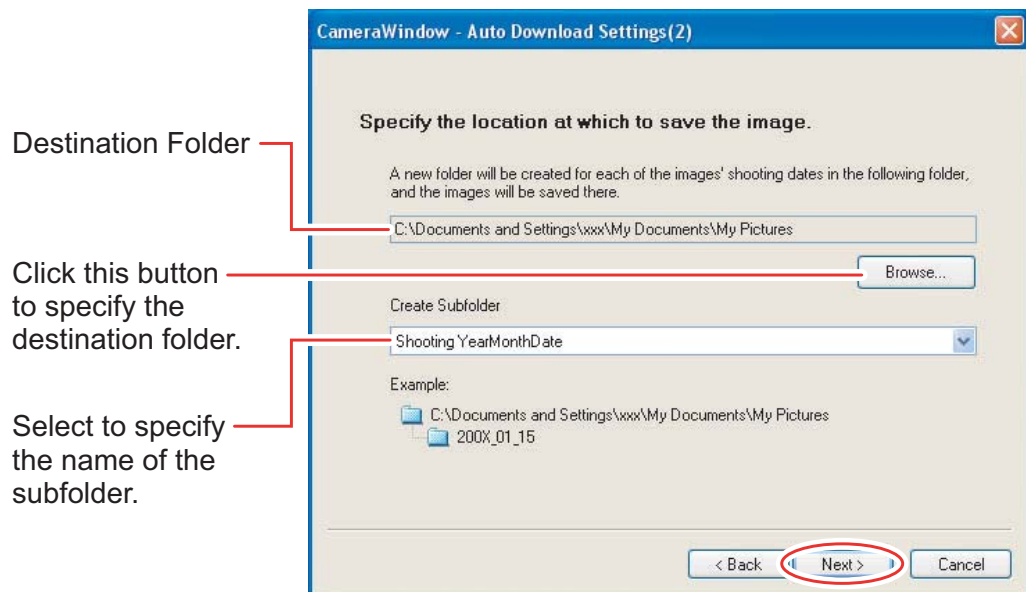 CameraWindow - Auto Download Settings(2)
Specify the location at which to save the image.
Destination Folder
A new folder will be created for each of the images' shooting dates in the following folder,
and the images will be saved there.
C:\Documents and Settings\xxx\My Documents\My Pictures
Click this button
to specify the
destination folder.
Browse...
Create Subfolder
Shooting YearMonthDate
Example:
C:\Documents and Settings\xxx\My Documents\My Pictures
200X_01_15
Select to specify
the name of the
subfolder.
< Back
Next >
Cancel